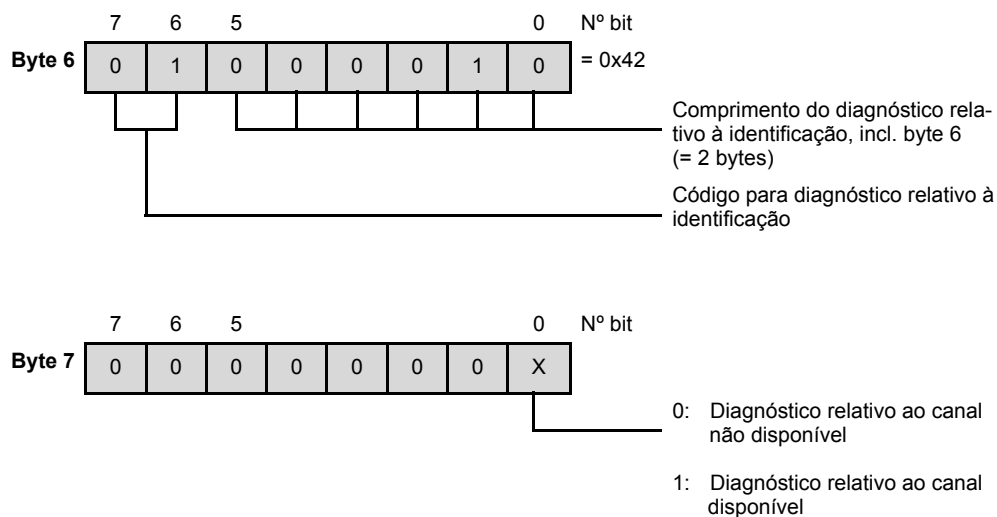 7 6 5 0 Nº bit
Byte 6 0 1 0 0 0 0 1 0 = 0x42
Comprimento do diagnóstico rela-
tivo à identificação, incl. byte 6
(= 2 bytes)
Código para diagnóstico relativo à
identificação
7 6 5 0 Nº bit
Byte 7 0 0 0 0 0 0 0 X
0: Diagnóstico relativo ao canal
não disponível
1: Diagnóstico relativo ao canal
disponível